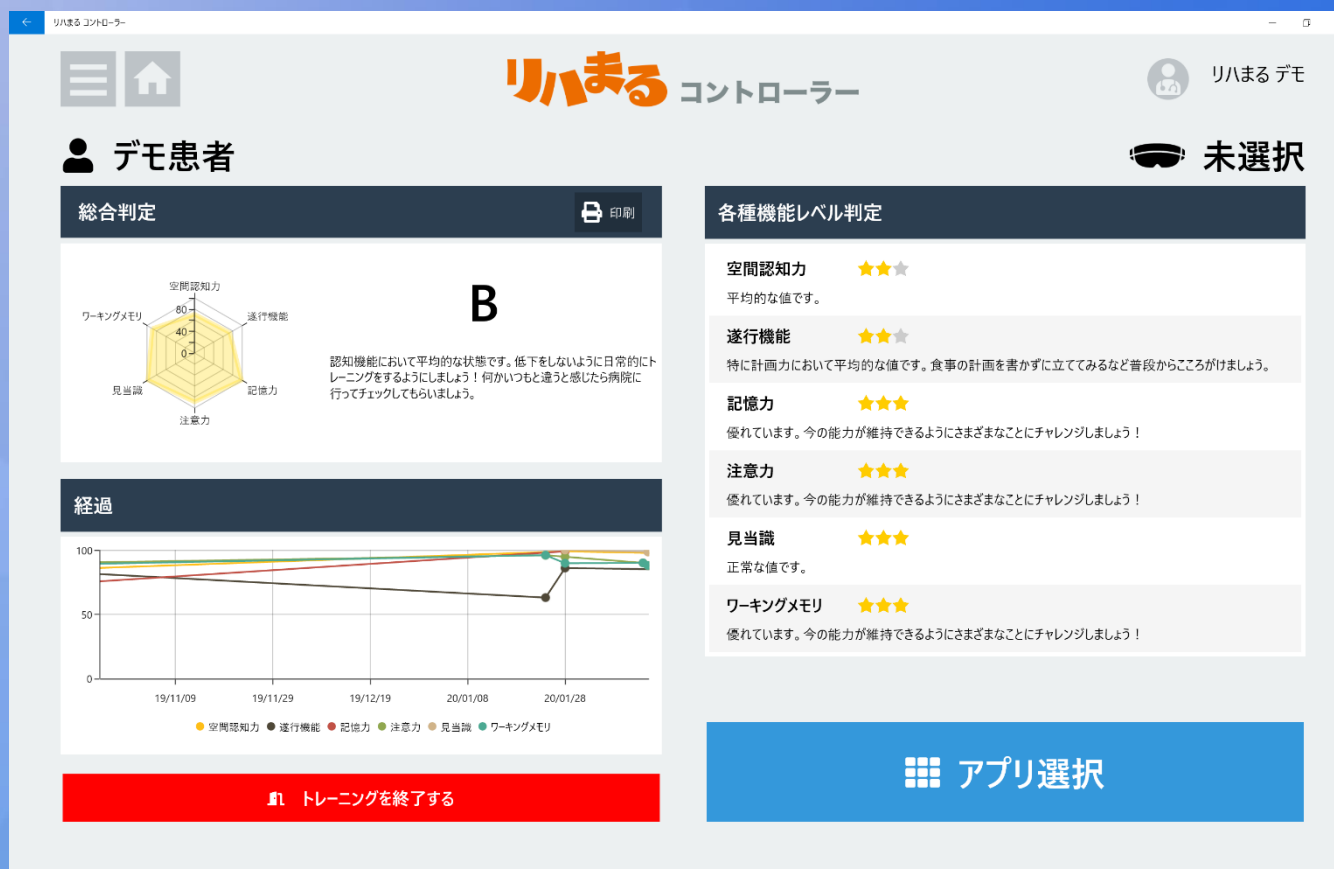 リハまる コントローラー
リハまる コントローラー
リハまる デモ
デモ患者
未選択
総合判定
印刷
空間認知力
ワーキングメモリ
80
遂行機能
40
0
見当識
記憶力
注意力
B
認知機能において平均的な状態です。低下をしないように日常的にト
レーニングをするようにしましょう！何かいつもと違うと感じたら病院に
行ってチェックしてもらいましょう。
経過
100
50
0
19/11/09
19/11/29
19/12/19
20/01/08
20/01/28
空間認知力 遂行機能 記憶力 注意力 見当識 ワーキングメモリ
トレーニングを終了する
各種機能レベル判定
空間認知力
平均的な値です。
遂行機能
特に計画力において平均的な値です。食事の計画を書かずに立ててみるなど普段からこころがけましょう。
記憶力
優れています。今の能力が維持できるようにさまざまなことにチャレンジしましょう！
注意力
優れています。今の能力が維持できるようにさまざまなことにチャレンジしましょう！
見当識
正常な値です。
ワーキングメモリ
優れています。今の能力が維持できるようにさまざまなことにチャレンジしましょう！
アプリ選択